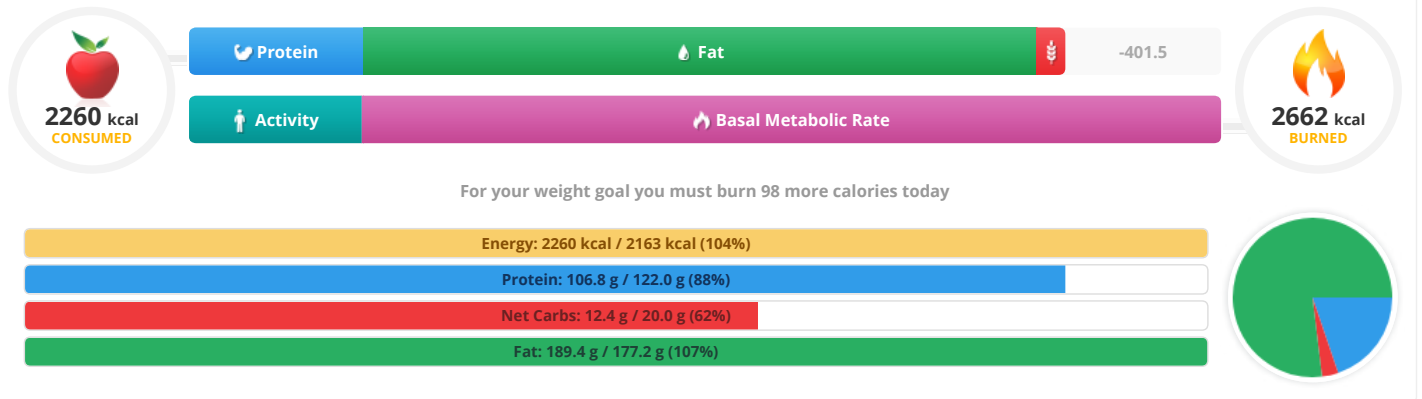 2260 kcal
CONSUMED
Protein
Fat
-401.5
Activity
Basal Metabolic Rate
2662 kcal
BURNED
For your weight goal you must burn 98 more calories today
Energy: 2260 kcal / 2163 kcal (104%)
Protein: 106.8 g / 122.0 g (88%)
Net Carbs: 12.4 g / 20.0 g (62%)
Fat: 189.4 g / 177.2 g (107%)